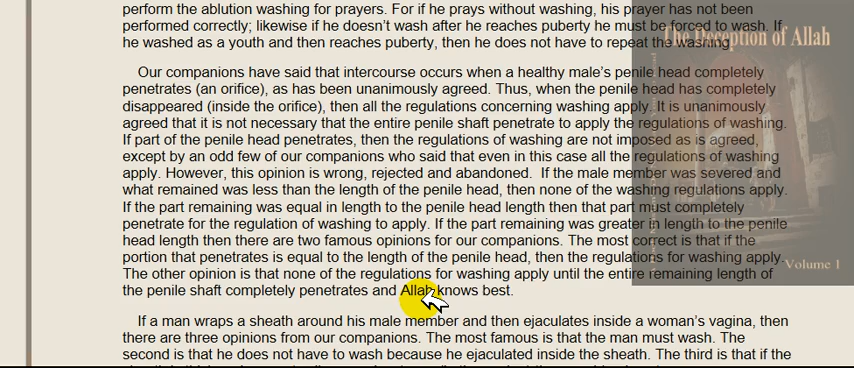 perform the ablution washing for prayers. For if he prays without washing, his prayer has not been
performed correctly; likewise if he doesn't wash after he reaches puberty he must be forced to wash. If
he washed as a youth and then reaches puberty, then he does not have to repeat the washing
The Deception of Allah
Our companions have said that intercourse occurs when a healthy male's penile head completely
penetrates (an orifice), as has been unanimously agreed. Thus, when the penile head has completely
disappeared (inside the orifice), then all the regulations concerning washing apply. It is unanimously
agreed that it is not necessary that the entire penile shaft penetrate to apply the regulations of washing.
If part of the penile head penetrates, then the regulations of washing are not imposed as is agreed,
except by an odd few of our companions who said that even in this case all the regulations of washing
apply. However, this opinion is wrong, rejected and abandoned. If the male member was severed and
what remained was less than the length of the penile head, then none of the washing regulations apply.
If the part remaining was equal in length to the penile head length then that part must completely
penetrate for the regulation of washing to apply. If the part remaining was greater in length to the penile
head length then there are two famous opinions for our companions. The most correct is that if the
portion that penetrates is equal to the length of the penile head, then the regulations for washing apply.
Volume 1
The other opinion is that none of the regulations for washing apply until the entire remaining length of
the penile shaft completely penetrates and Allah knows best.
If a man wraps a sheath around his male member and then ejaculates inside a woman's vagina, then
there are three opinions from our companions. The most famous is that the man must wash. The
second is that he does not have to wash because he ejaculated inside the sheath. The third is that if the